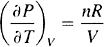 (∂P/∂T)_V = nR/V